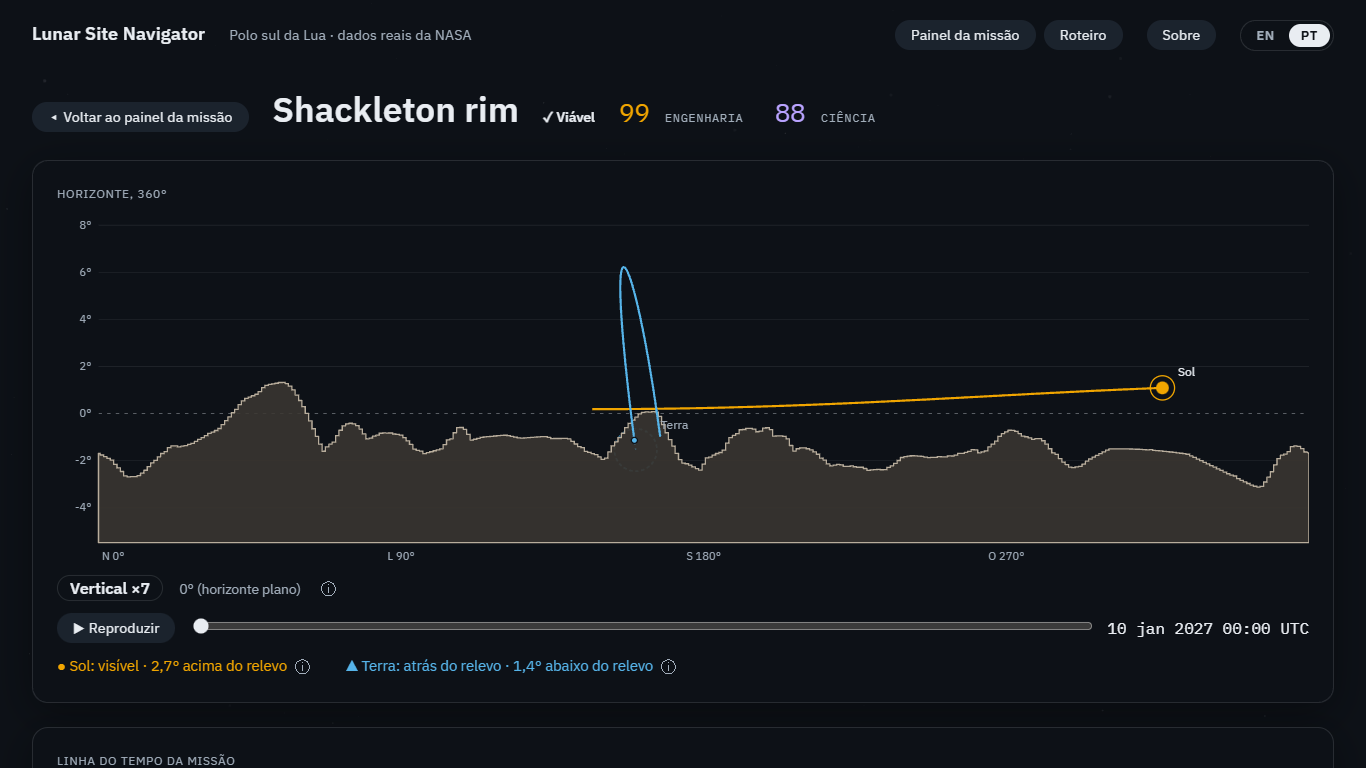 Lunar Site Navigator Polo sul da Lua · dados reais da NASA Painel da missão Roteiro Sobre EN PT
Voltar ao painel da missão Shackleton rim ✓ Viável 99 ENGENHARIA 88 CIÊNCIA
HORIZONTE, 360°
8°
6°
4°
2°
Sol
0°
Terra
-2°
-4°
N 0° L 90° S 180° O 270°
Vertical ×7 0° (horizonte plano)
Reproduzir 10 jan 2027 00:00 UTC
Sol: visível · 2,7° acima do relevo Terra: atrás do relevo · 1,4° abaixo do relevo
LINHA DO TEMPO DA MISSÃO